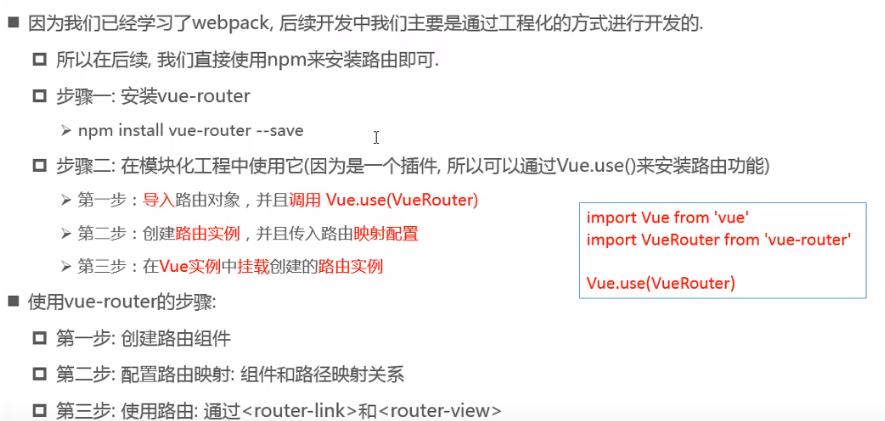 因为我们已经学习了webpack, 后续开发中我们主要是通过工程化的方式进行开发的.
所以在后续, 我们直接使用npm来安装路由即可.
步骤一: 安装vue-router
npm install vue-router --save
步骤二: 在模块化工程中使用它(因为是一个插件, 所以可以通过Vue.use()来安装路由功能)
第一步：导入路由对象，并且调用 Vue.use(VueRouter)
第二步：创建路由实例，并且传入路由映射配置
第三步：在Vue实例中挂载创建的路由实例
import Vue from 'vue'
import VueRouter from 'vue-router'
Vue.use(VueRouter)
使用vue-router的步骤:
第一步: 创建路由组件
第二步: 配置路由映射: 组件和路径映射关系
第三步: 使用路由: 通过<router-link>和<router-view>